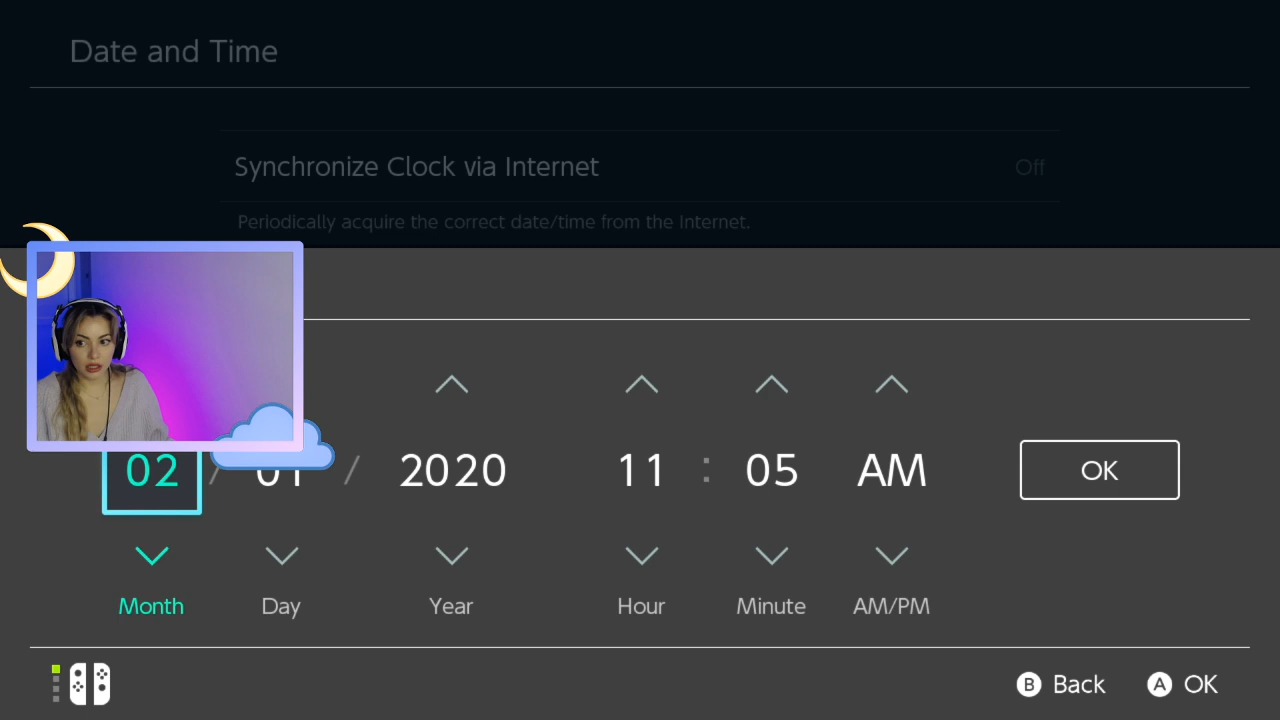 Date and Time
Synchronize Clock via Internet Off
Periodically acquire the correct date/time from the Internet.
02 / 01 / 2020 11 : 05 AM OK
Month Day Year Hour Minute AM/PM
B Back A OK